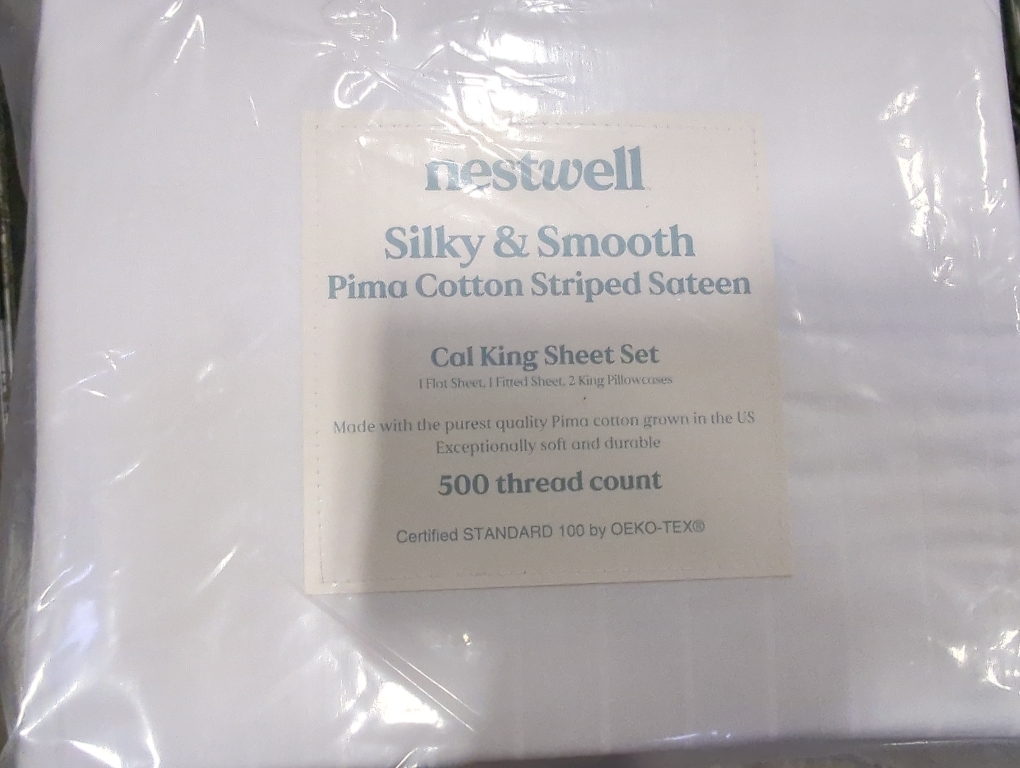 nestwell
Silky & Smooth
Pima Cotton Striped Sateen
Cal King Sheet Set
1 Flat Sheet, 1 Fitted Sheet, 2 King Pillowcases
Made with the purest quality Pima cotton grown in the US
Exceptionally soft and durable
500 thread count
Certified STANDARD 100 by OEKO-TEX®